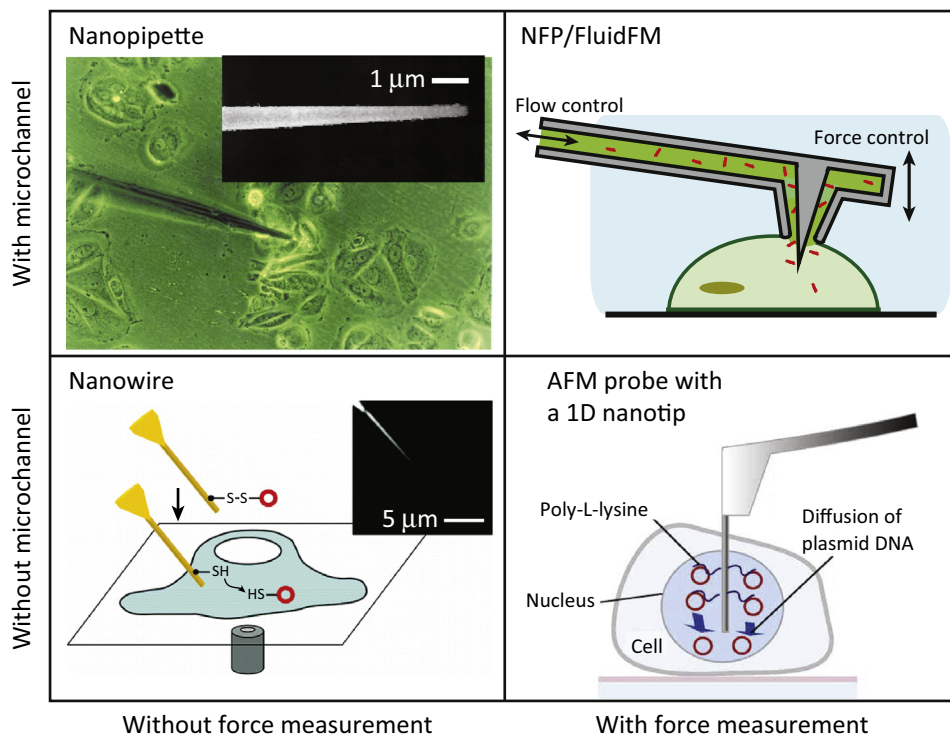 With microchannel
Nanopipette
1 μm
NFP/FluidFM
Flow control
Force control
Without microchannel
Nanowire
S-S
SH
HS
5 μm
AFM probe with
a 1D nanotip
Poly-L-lysine
Diffusion of
plasmid DNA
Nucleus
Cell
Without force measurement
With force measurement